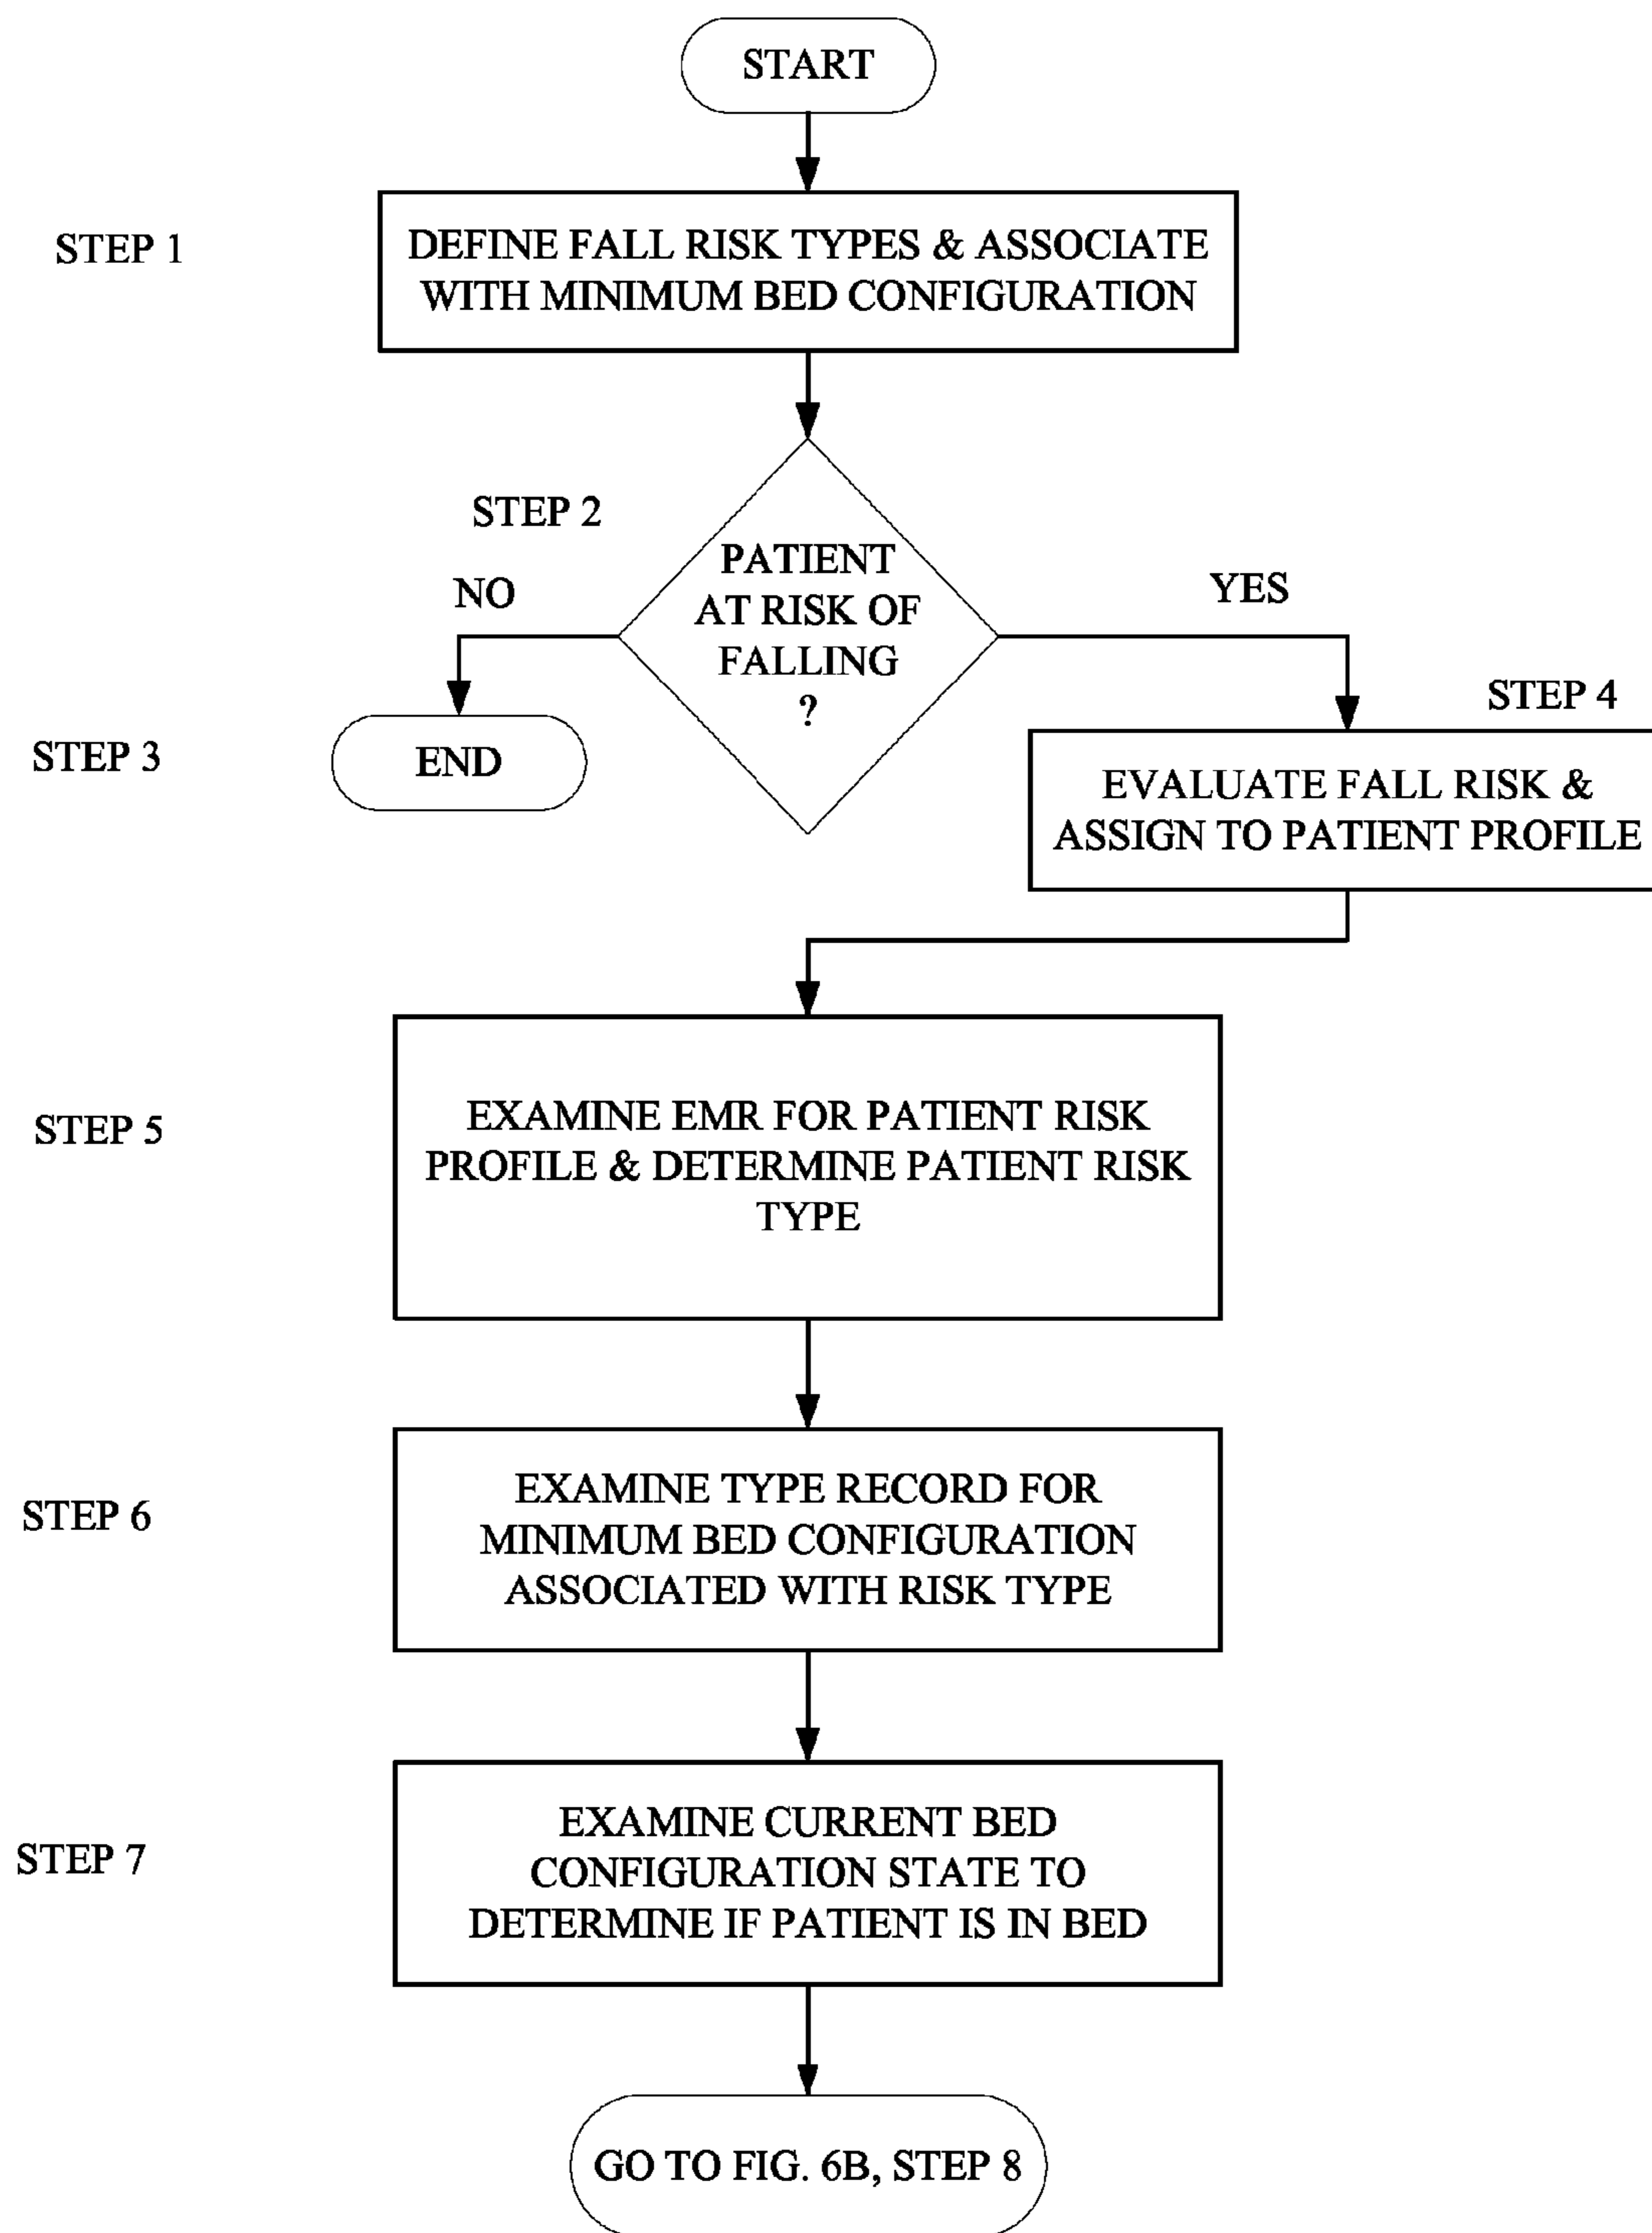 START
STEP 1
DEFINE FALL RISK TYPES & ASSOCIATE
WITH MINIMUM BED CONFIGURATION
STEP 2
PATIENT
AT RISK OF
FALLING
?
NO
YES
STEP 3
END
STEP 4
EVALUATE FALL RISK &
ASSIGN TO PATIENT PROFILE
STEP 5
EXAMINE EMR FOR PATIENT RISK
PROFILE & DETERMINE PATIENT RISK
TYPE
STEP 6
EXAMINE TYPE RECORD FOR
MINIMUM BED CONFIGURATION
ASSOCIATED WITH RISK TYPE
STEP 7
EXAMINE CURRENT BED
CONFIGURATION STATE TO
DETERMINE IF PATIENT IS IN BED
GO TO FIG. 6B, STEP 8